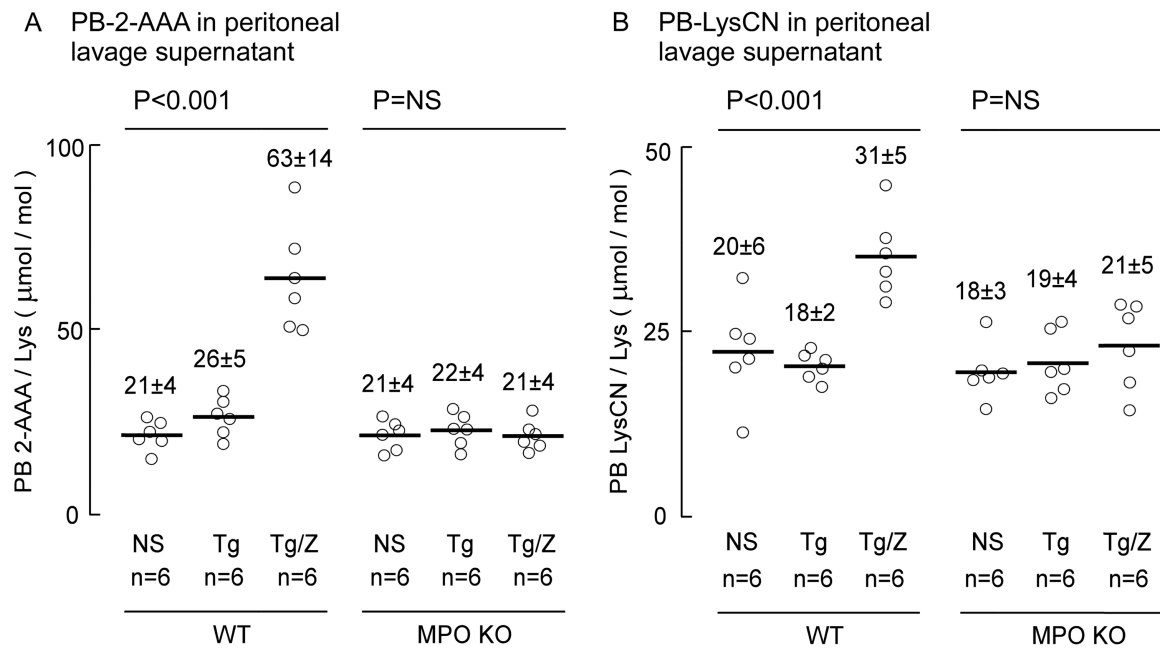 A PB-2-AAA in peritoneal
lavage supernatant
P<0.001
P=NS
PB 2-AAA / Lys ( μmol / mol )
100
50
0
21±4
26±5
63±14
21±4
22±4
21±4
NS Tg Tg/Z NS Tg Tg/Z
n=6 n=6 n=6 n=6 n=6 n=6
WT MPO KO
B PB-LysCN in peritoneal
lavage supernatant
P<0.001
P=NS
PB LysCN / Lys ( μmol / mol )
50
25
0
20±6
18±2
31±5
18±3
19±4
21±5
NS Tg Tg/Z NS Tg Tg/Z
n=6 n=6 n=6 n=6 n=6 n=6
WT MPO KO